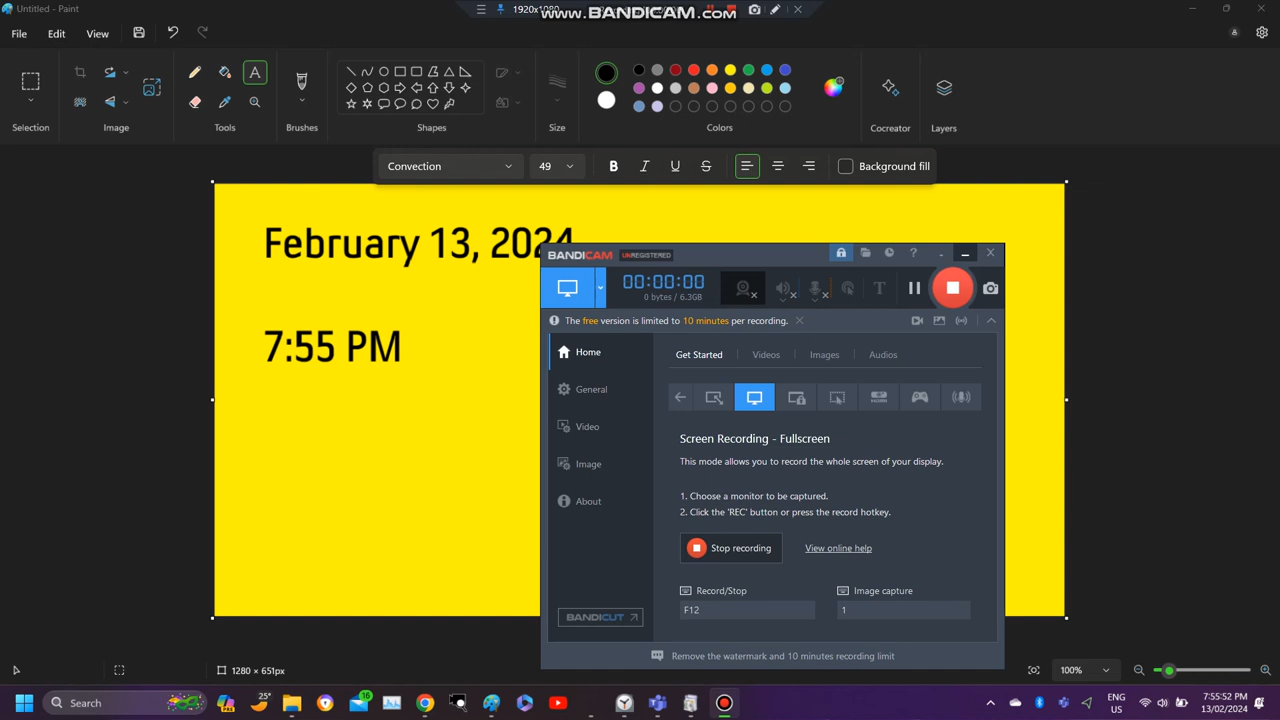 Untitled - Paint
1920x1080
www.BANDICAM.com
File Edit View
Selection
Image
Tools
Brushes
Shapes
Size
Colors
Cocreator
Layers
Convection 49 B I U S Background fill
February 13, 2024
7:55 PM
BANDICAM UNREGISTERED
00:00:00
0 bytes / 6.3GB
The free version is limited to 10 minutes per recording.
Home
General
Video
Image
About
BANDICUT
Get Started Videos Images Audios
HDMI
Screen Recording - Fullscreen
This mode allows you to record the whole screen of your display.
1. Choose a monitor to be captured.
2. Click the 'REC' button or press the record hotkey.
Stop recording View online help
Record/Stop Image capture
F12 1
Remove the watermark and 10 minutes recording limit
1280 × 651px
100%
Search
PRE
25°
16
ENG
US
7:55:52 PM
13/02/2024